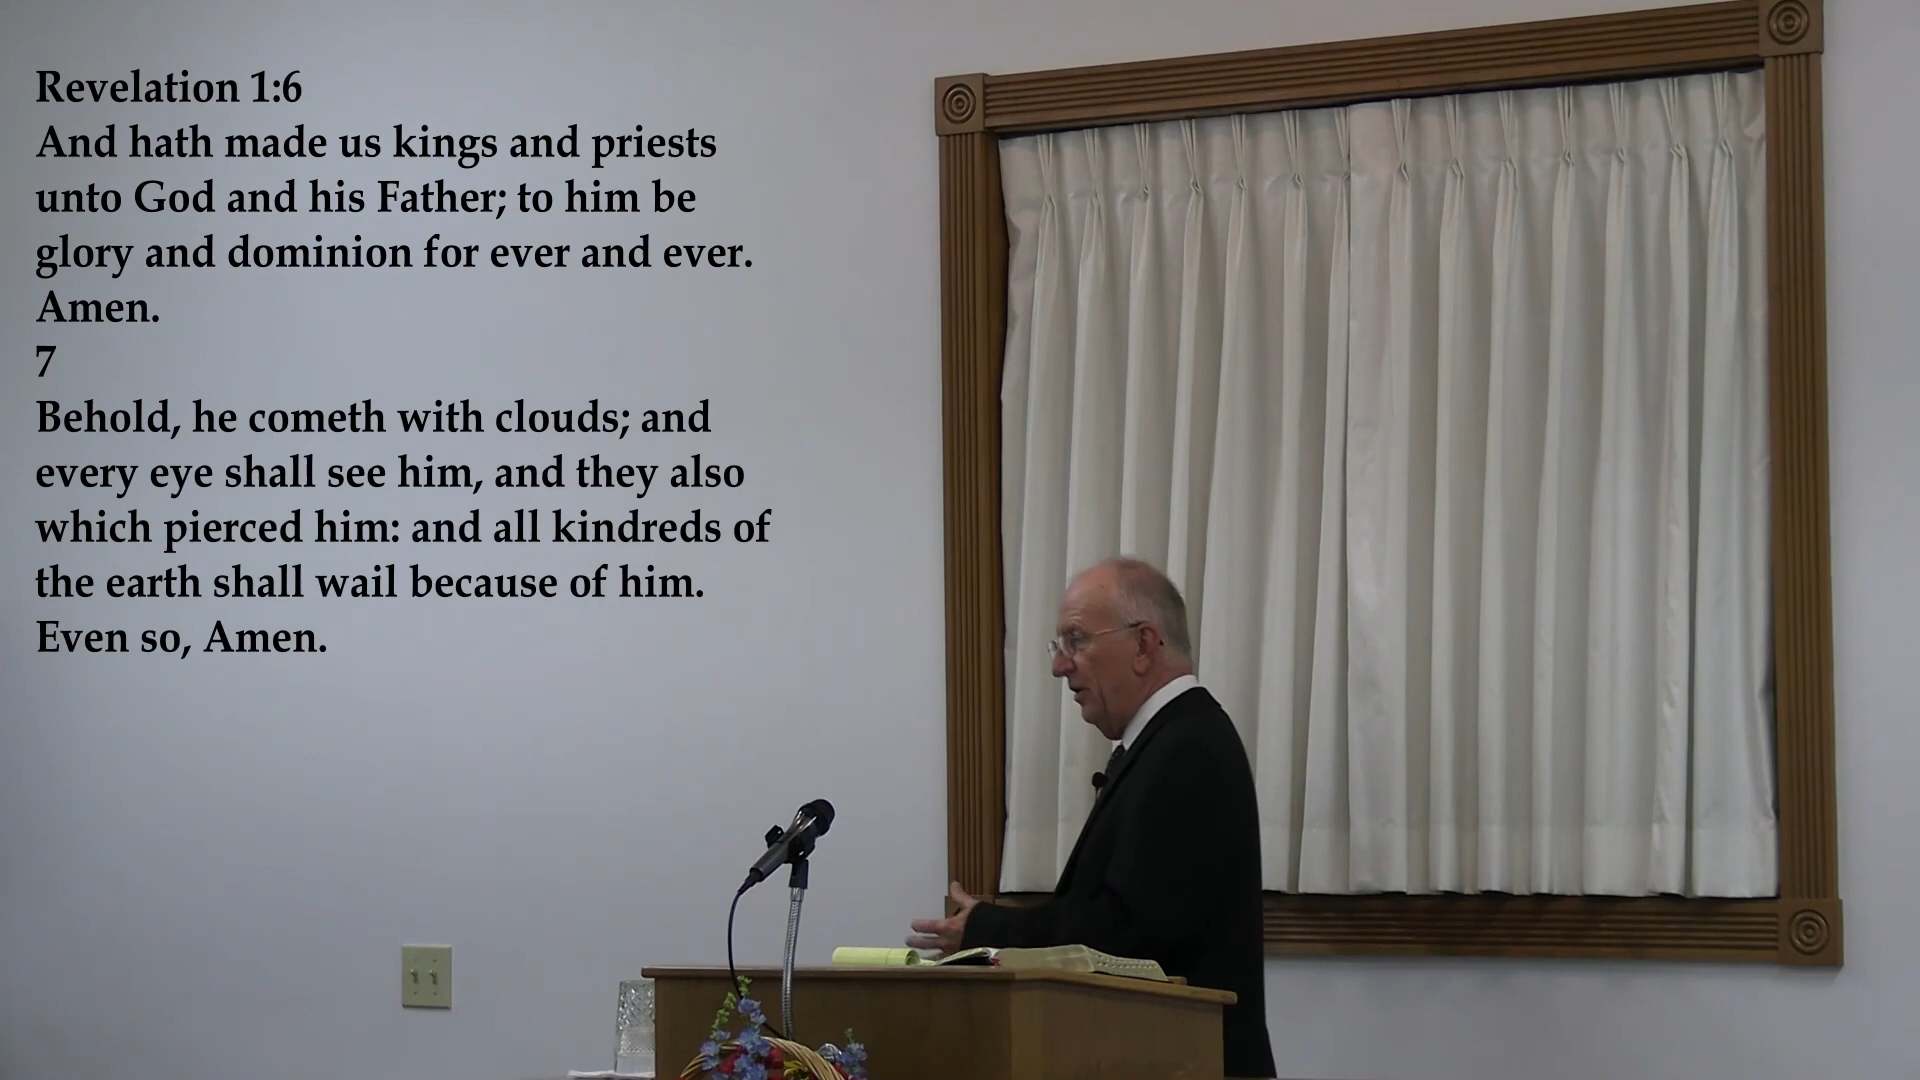 Revelation 1:6
And hath made us kings and priests
unto God and his Father; to him be
glory and dominion for ever and ever.
Amen.
7
Behold, he cometh with clouds; and
every eye shall see him, and they also
which pierced him: and all kindreds of
the earth shall wail because of him.
Even so, Amen.